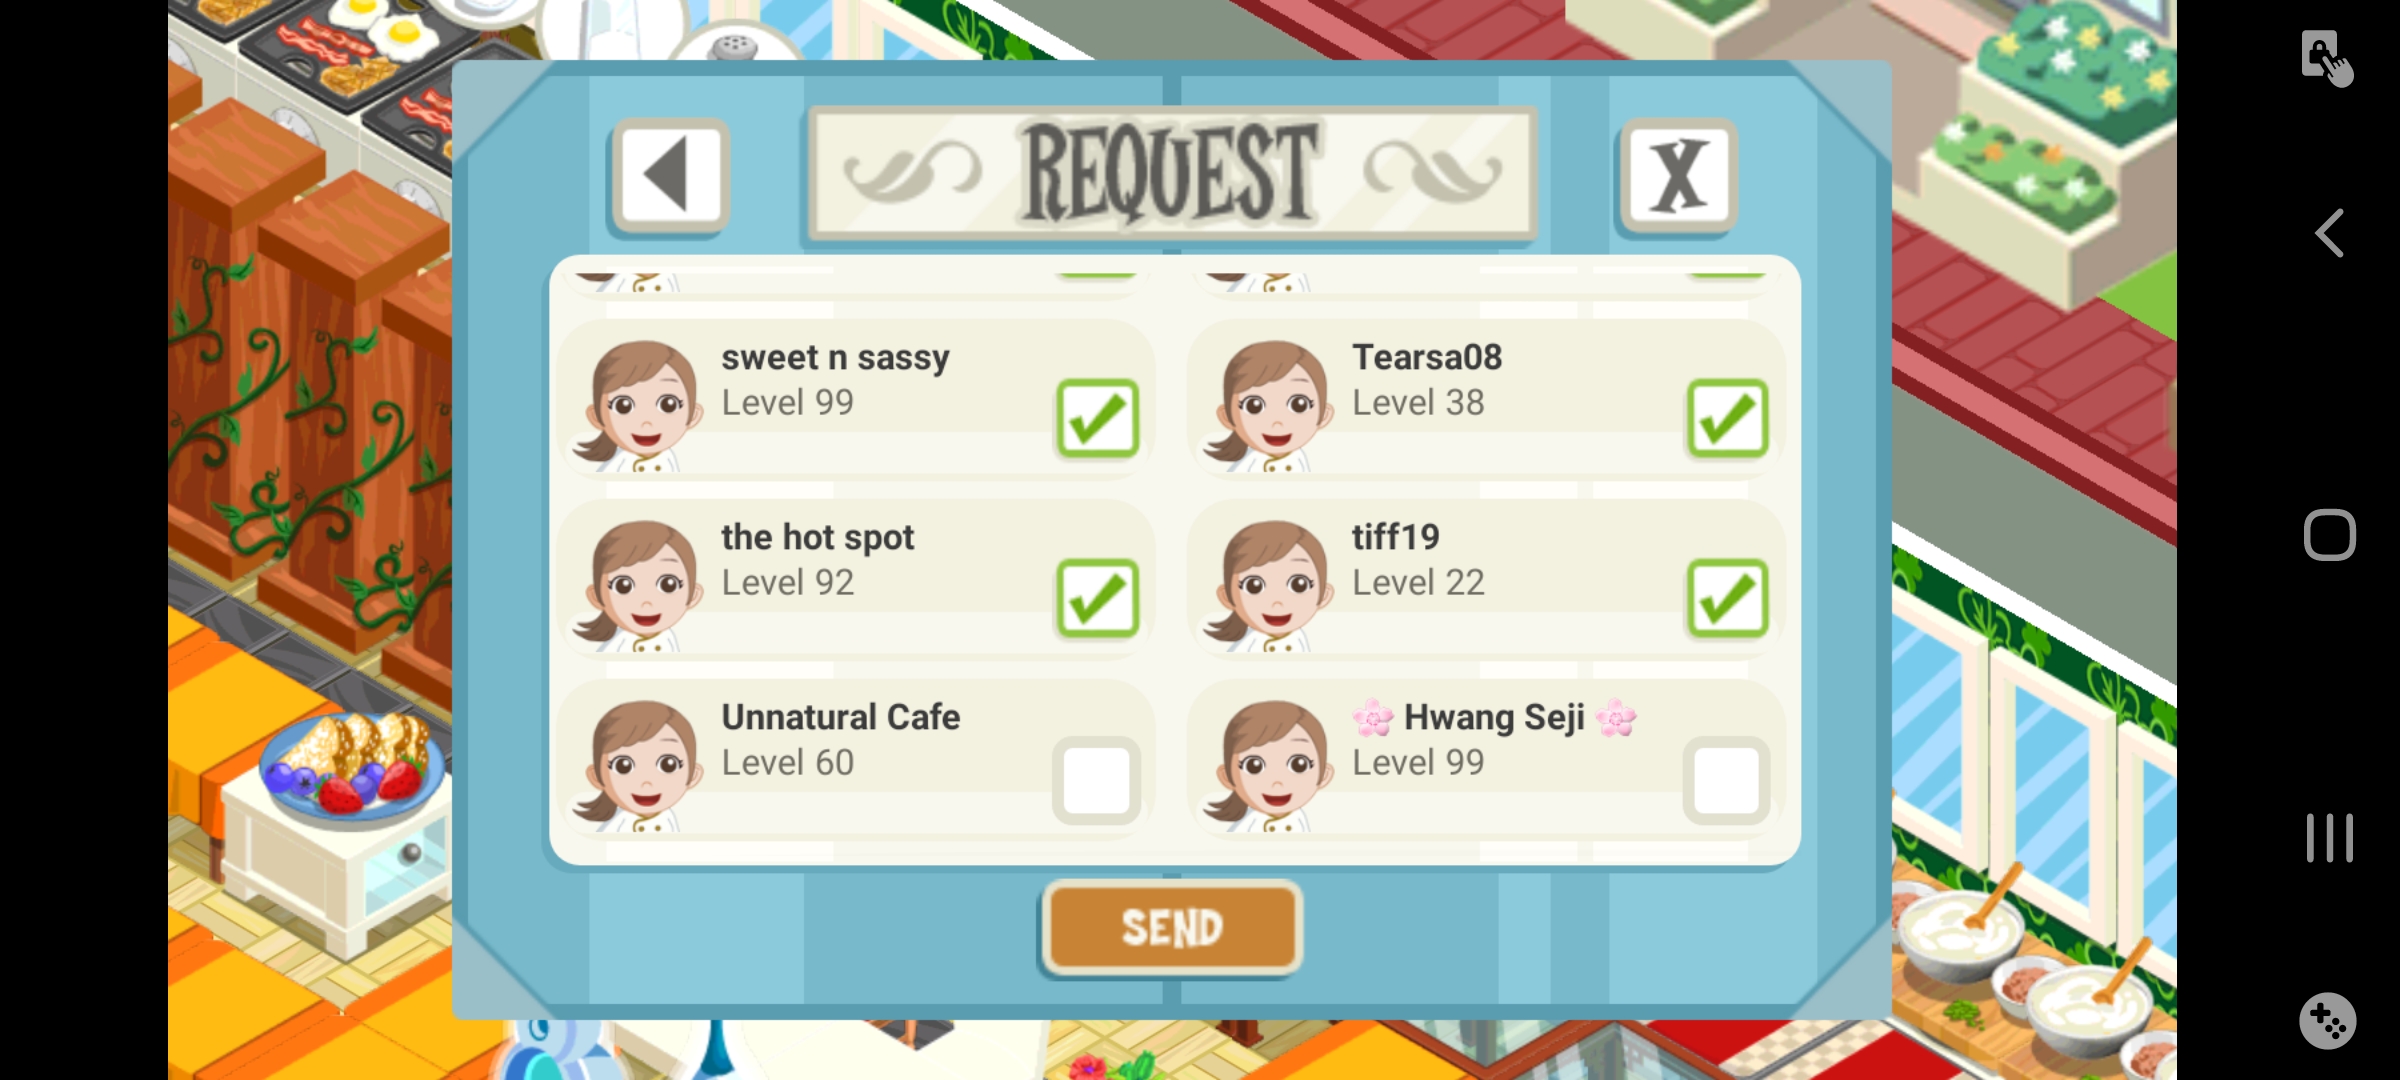 REQUEST
X
sweet n sassy
Level 99
Tearsa08
Level 38
the hot spot
Level 92
tiff19
Level 22
Unnatural Cafe
Level 60
🌸 Hwang Seji 🌸
Level 99
SEND